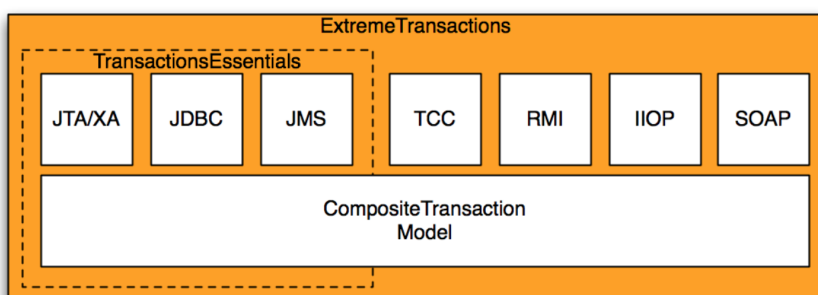 ExtremeTransactions
TransactionsEssentials
JTA/XA
JDBC
JMS
TCC
RMI
IIOP
SOAP
CompositeTransaction
Model